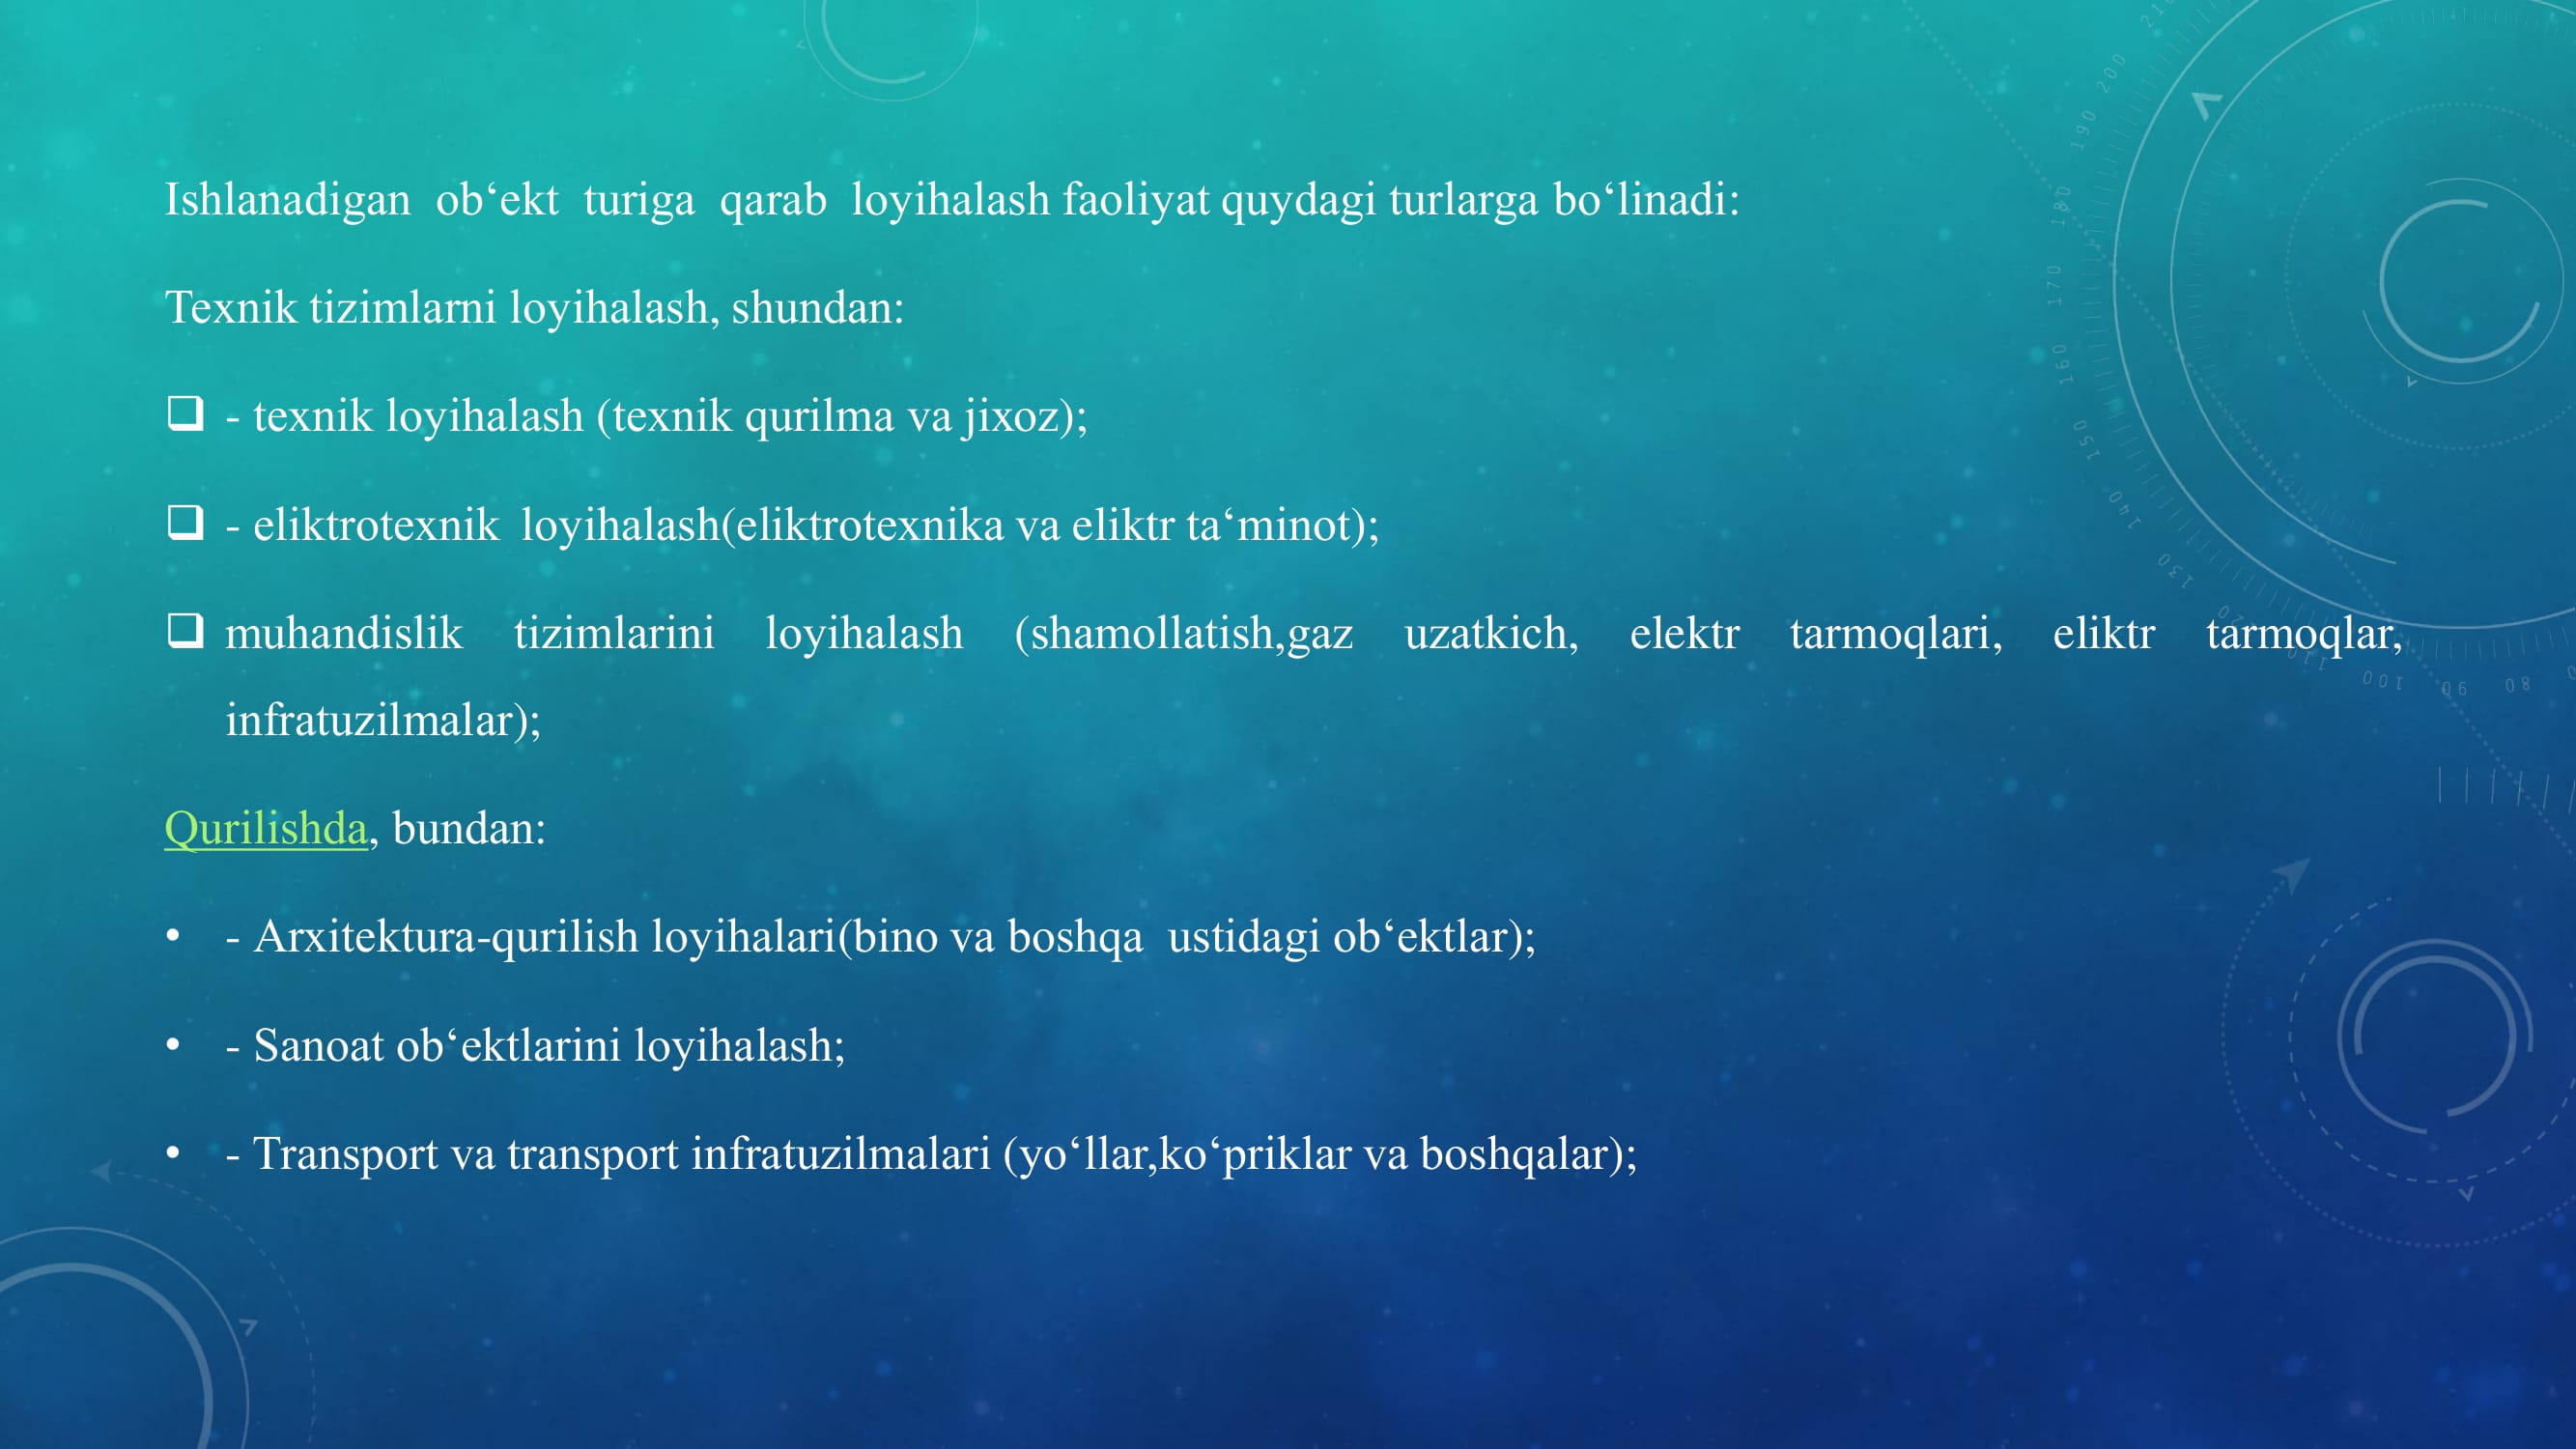 Ishlanadigan ob‘ekt turiga qarab loyihalash faoliyat quydagi turlarga bo‘linadi:
Texnik tizimlarni loyihalash, shundan:
❑ - texnik loyihalash (texnik qurilma va jixoz);
❑ - eliktrotexnik loyihalash(eliktrotexnika va eliktr ta‘minot);
❑ muhandislik tizimlarini loyihalash (shamollatish,gaz uzatkich, elektr tarmoqlari, eliktr tarmoqlar,
infratuzilmalar);
Qurilishda, bundan:
• - Arxitektura-qurilish loyihalari(bino va boshqa ustidagi ob‘ektlar);
• - Sanoat ob‘ektlarini loyihalash;
• - Transport va transport infratuzilmalari (yo‘llar,ko‘priklar va boshqalar);